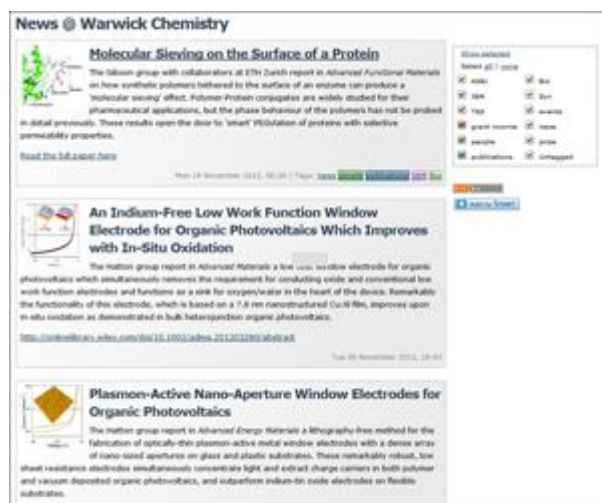 News @ Warwick Chemistry
Molecular Sieving on the Surface of a Protein
The Gibson group with collaborators at ETH Zurich report in Advanced Functional Materials
on how synthetic polymers tethered to the surface of an enzyme can produce a
'molecular sieving' effect. Polymer-Protein conjugates are widely studied for their
pharmaceutical applications, but the phase behaviour of the polymers has not be probed
in detail previously. These results open the door to 'smart' PEGylation of proteins with selective
permeability properties.
Read the full paper here
November 2012, | Tags: news people publications
An Indium-Free Low Work Function Window
Electrode for Organic Photovoltaics Which Improves
with In-Situ Oxidation
The Hatton group report in Advanced Materials a low window electrode for organic
photovoltaics which simultaneously removes the requirement for conducting oxide and conventional low
work function electrodes and functions as a sink for oxygen/water in the heart of the device. Remarkably
the functionality of this electrode, which is based on a 7.8 nm nanostructured Cu:Al film, improves upon
in-situ oxidation as demonstrated in bulk heterojunction organic photovoltaics.
Tue November 2012,
Plasmon-Active Nano-Aperture Window Electrodes for
Organic Photovoltaics
The Hatton group report in Advanced Energy Materials a lithography-free method for the
fabrication of optically-thin plasmon-active metal window electrodes with a dense array
of nano-sized apertures on glass and plastic substrates. These remarkably robust, low
sheet resistance electrodes simultaneously concentrate light and extract charge carriers in both polymer
and vacuum deposited organic photovoltaics, and outperform indium-tin oxide electrodes on flexible
substrates.
Show selected
Select all / none
events
grant income news
people prize
publications Untagged